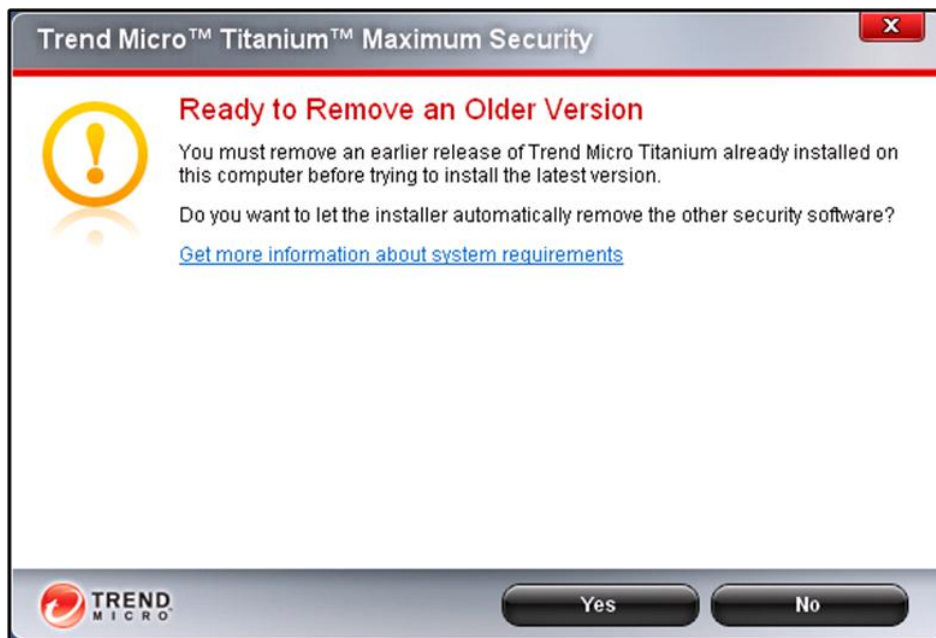 Trend Micro™ Titanium™ Maximum Security
X
Ready to Remove an Older Version
You must remove an earlier release of Trend Micro Titanium already installed on
this computer before trying to install the latest version.
Do you want to let the installer automatically remove the other security software?
Get more information about system requirements
TREND
MICRO
Yes
No